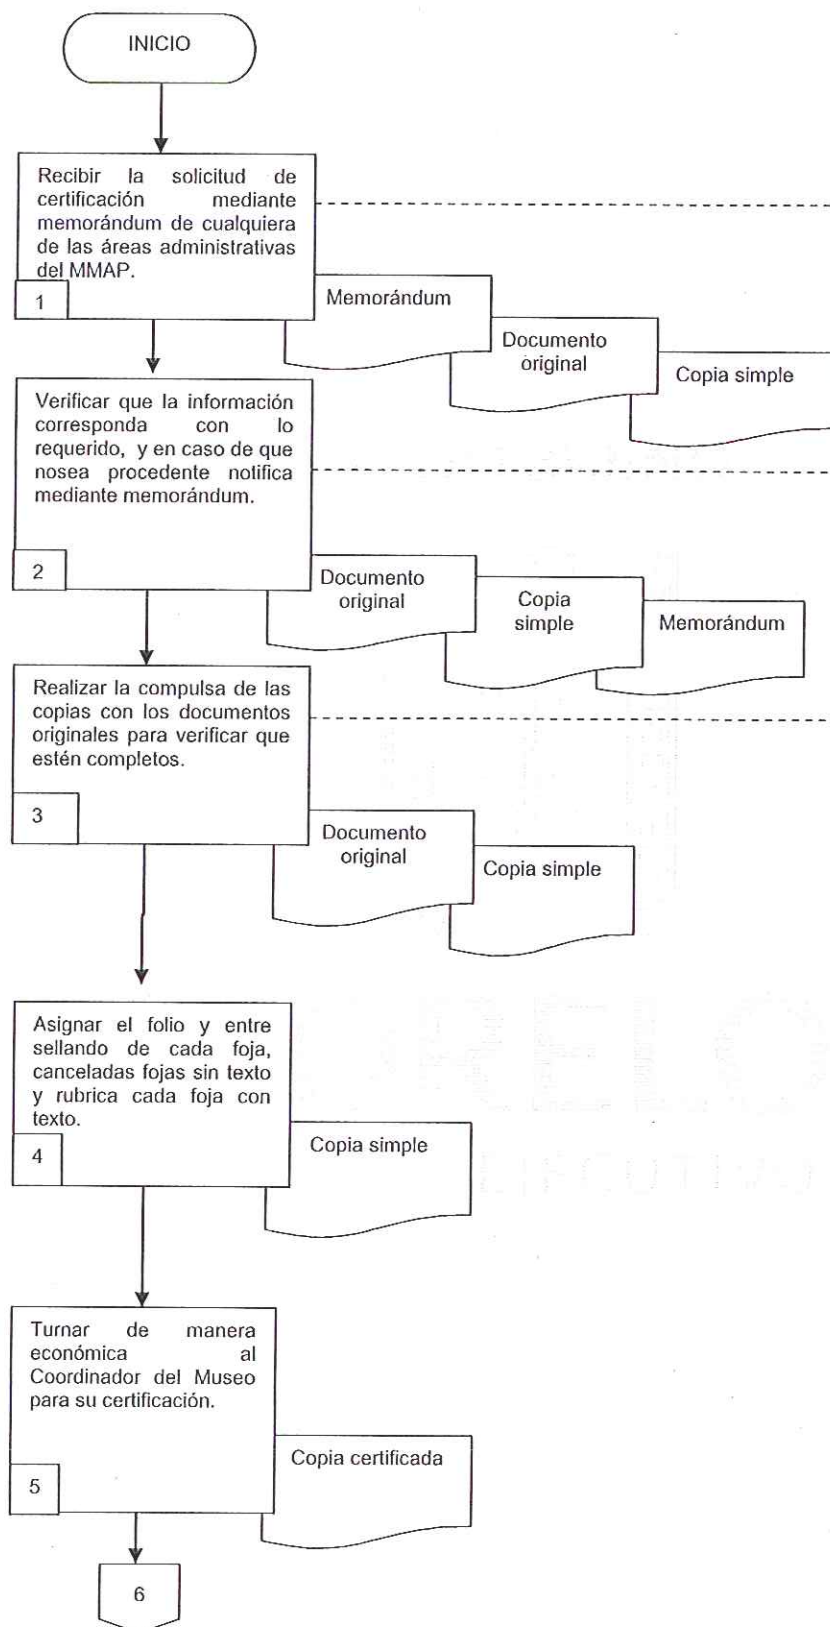 INICIO
Recibir la solicitud de
certificación mediante
memorándum de cualquiera
de las áreas administrativas
del MMAP.
1
Memorándum
Documento
original
Copia simple
Verificar que la información
corresponda con lo
requerido, y en caso de que
nosea procedente notifica
mediante memorándum.
2
Documento
original
Copia
simple
Memorándum
Realizar la compulsa de las
copias con los documentos
originales para verificar que
estén completos.
3
Documento
original
Copia simple
Asignar el folio y entre
sellando de cada foja,
canceladas fojas sin texto
y rubrica cada foja con
texto.
4
Copia simple
Turnar de manera
económica al
Coordinador del Museo
para su certificación.
5
Copia certificada
6